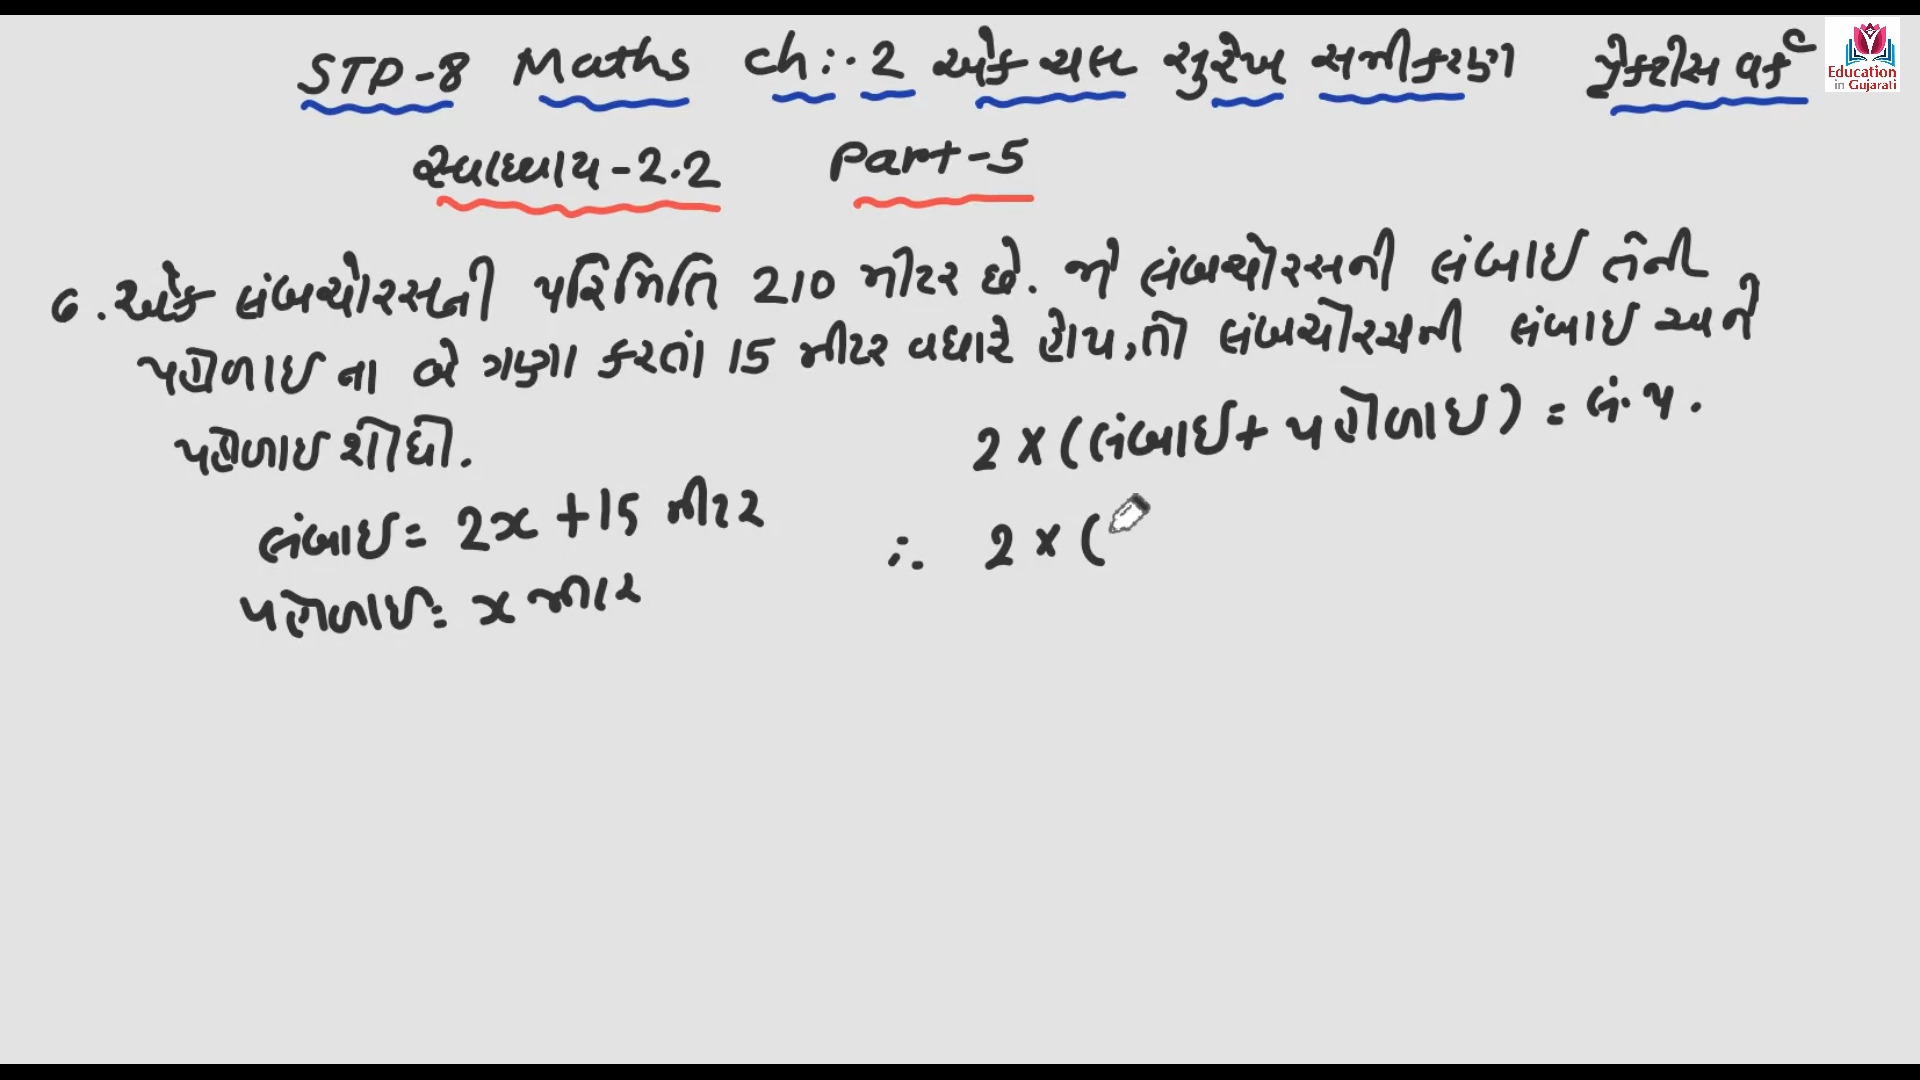 STD-8 Maths Ch:-2 એક ચલ સુરેખ સમીકરણ પ્રેક્ટીસ વર્ક
Education
in Gujarati
સ્વાધ્યાય-2.2 Part-5
6. એક લંબચોરસની પરિમિતિ 210 મીટર છે. જો લંબચોરસની લંબાઇ તેની
પહોળાઇ ના બે ગણા કરતાં 15 મીટર વધારે હોય, તો લંબચોરસની લંબાઇ અને
પહોળાઇ શોધો.
2 × (લંબાઇ + પહોળાઇ) = લં.પ.
લંબાઇ = 2x + 15 મીટર
∴ 2 × (
પહોળાઇ = x મીટર